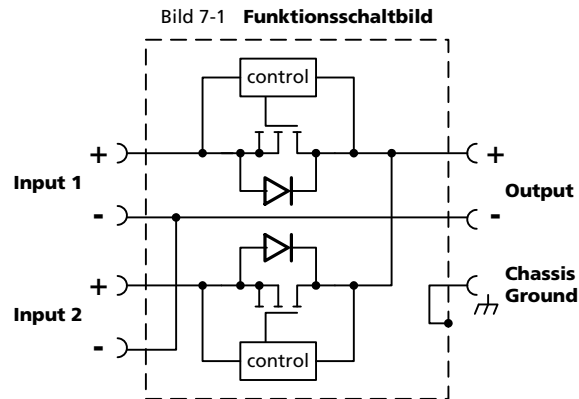 Bild 7-1 Funktionsschaltbild
control
+
+
Input 1
Output
-
-
+
Chassis
Ground
Input 2
-
control